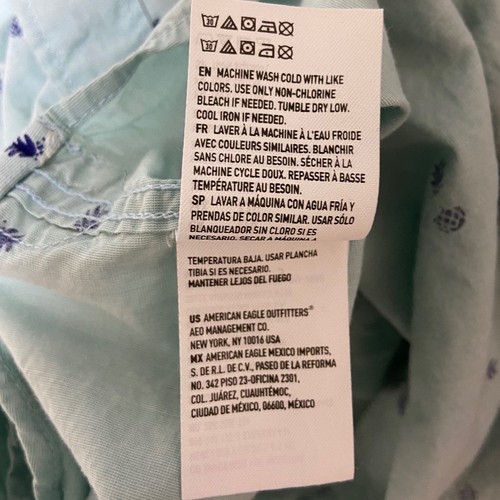 EN MACHINE WASH COLD WITH LIKE
COLORS. USE ONLY NON-CHLORINE
BLEACH IF NEEDED. TUMBLE DRY LOW.
COOL IRON IF NEEDED.
FR LAVER À LA MACHINE À L'EAU FROIDE
AVEC COULEURS SIMILAIRES. BLANCHIR
SANS CHLORE AU BESOIN. SÉCHER À LA
MACHINE CYCLE DOUX. REPASSER À BASSE
TEMPÉRATURE AU BESOIN.
SP LAVAR A MÁQUINA CON AGUA FRÍA Y
PRENDAS DE COLOR SIMILAR. USAR SÓLO
BLANQUEADOR SIN CLORO SI ES
NECESARIO. SECAR A MÁQUINA A
TEMPERATURA BAJA. USAR PLANCHA
TIBIA SI ES NECESARIO.
MANTENER LEJOS DEL FUEGO
US AMERICAN EAGLE OUTFITTERS®
AEO MANAGEMENT CO.
NEW YORK, NY 10016 USA
MX AMERICAN EAGLE MEXICO IMPORTS,
S. DE R.L. DE C.V., PASEO DE LA REFORMA
NO. 342 PISO 23-OFICINA 2301,
COL. JUÁREZ, CUAUHTÉMOC,
CIUDAD DE MÉXICO, 06600, MÉXICO